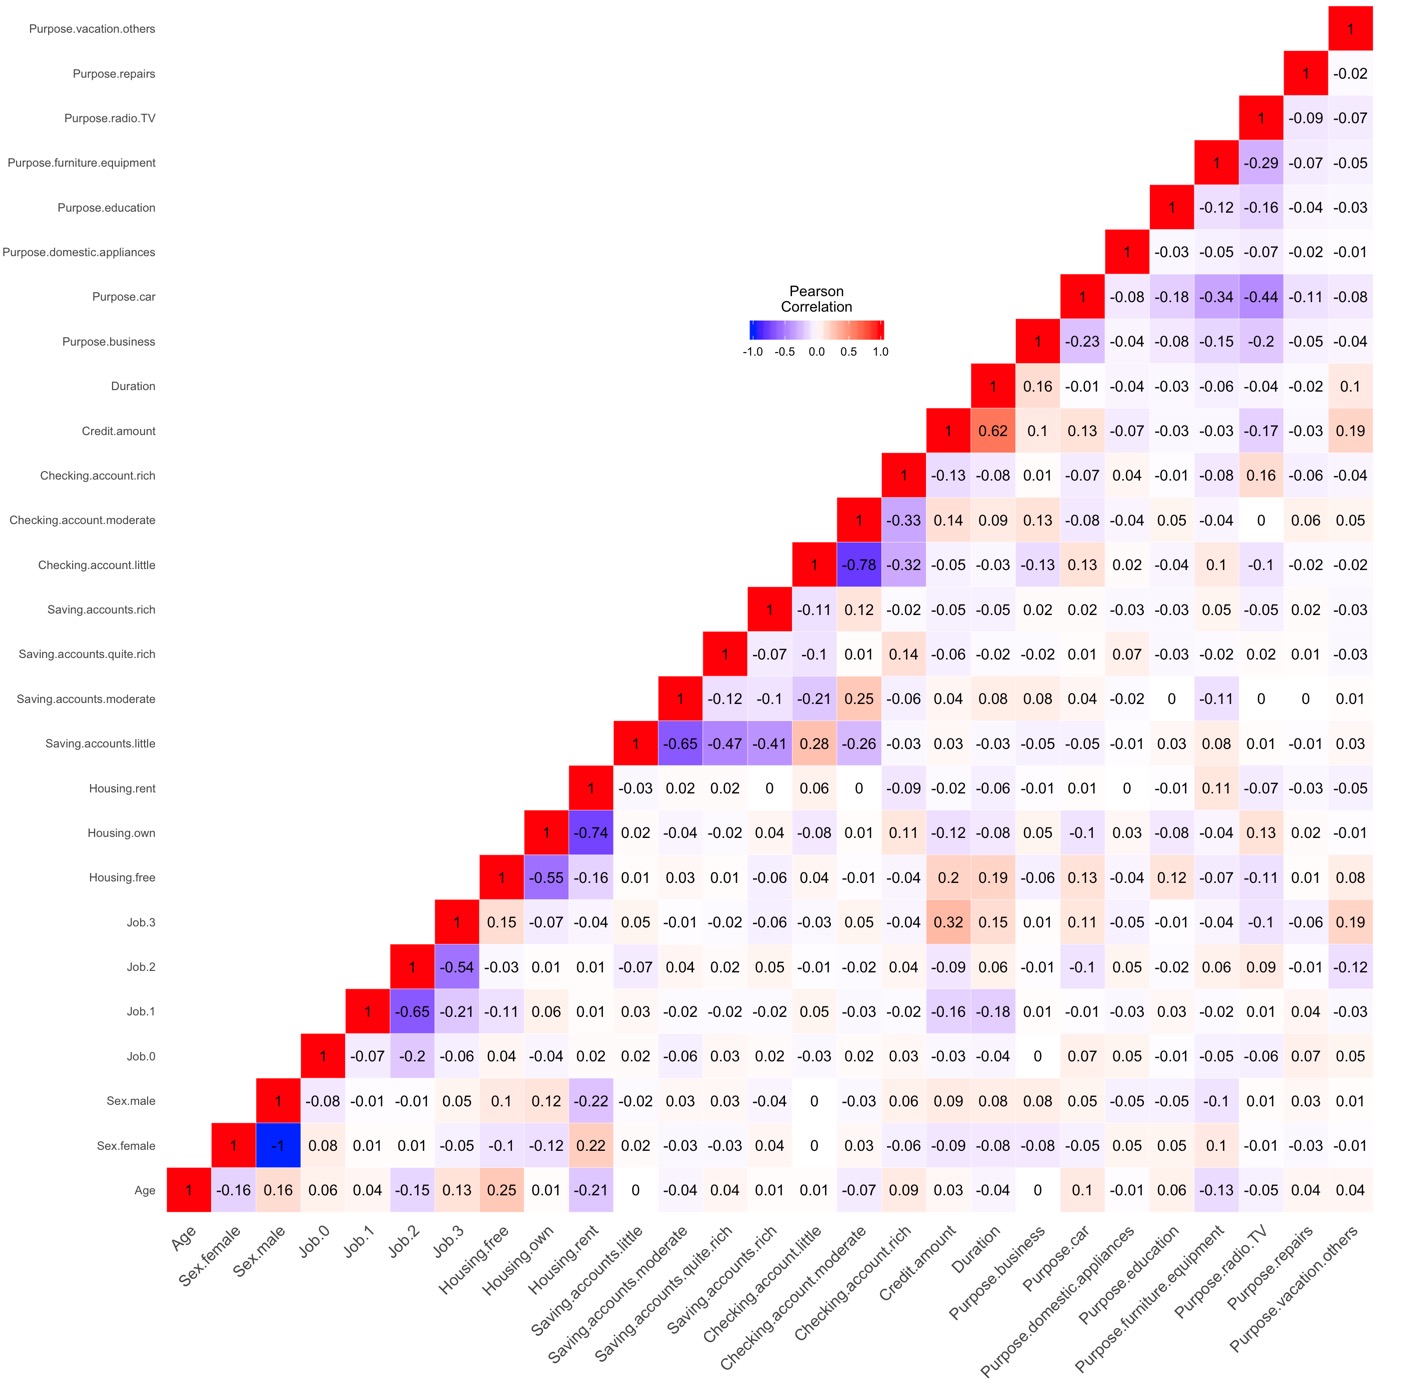 Purpose.vacation.others 1
Purpose.repairs 1 -0.02
Purpose.radio.TV 1 -0.09 -0.07
Purpose.furniture.equipment 1 -0.29 -0.07 -0.05
Purpose.education 1 -0.12 -0.16 -0.04 -0.03
Purpose.domestic.appliances 1 -0.03 -0.05 -0.07 -0.02 -0.01
Pearson
Correlation
-1.0 -0.5 0.0 0.5 1.0
Purpose.car 1 -0.08 -0.18 -0.34 -0.44 -0.11 -0.08
Purpose.business 1 -0.23 -0.04 -0.08 -0.15 -0.2 -0.05 -0.04
Duration 1 0.16 -0.01 -0.04 -0.03 -0.06 -0.04 -0.02 0.1
Credit.amount 1 0.62 0.1 0.13 -0.07 -0.03 -0.03 -0.17 -0.03 0.19
Checking.account.rich 1 -0.13 -0.08 0.01 -0.07 0.04 -0.01 -0.08 0.16 -0.06 -0.04
Checking.account.moderate 1 -0.33 0.14 0.09 0.13 -0.08 -0.04 0.05 -0.04 0 0.06 0.05
Checking.account.little 1 -0.78 -0.32 -0.05 -0.03 -0.13 0.13 0.02 -0.04 0.1 -0.1 -0.02 -0.02
Saving.accounts.rich 1 -0.11 0.12 -0.02 -0.05 -0.05 0.02 0.02 -0.03 -0.03 0.05 -0.05 0.02 -0.03
Saving.accounts.quite.rich 1 -0.07 -0.1 0.01 0.14 -0.06 -0.02 -0.02 0.01 0.07 -0.03 -0.02 0.02 0.01 -0.03
Saving.accounts.moderate 1 -0.12 -0.1 -0.21 0.25 -0.06 0.04 0.08 0.08 0.04 -0.02 0 -0.11 0 0 0.01
Saving.accounts.little 1 -0.65 -0.47 -0.41 0.28 -0.26 -0.03 0.03 -0.03 -0.05 -0.05 -0.01 0.03 0.08 0.01 -0.01 0.03
Housing.rent 1 -0.03 0.02 0.02 0 0.06 0 -0.09 -0.02 -0.06 -0.01 0.01 0 -0.01 0.11 -0.07 -0.03 -0.05
Housing.own 1 -0.74 0.02 -0.04 -0.02 0.04 -0.08 0.01 0.11 -0.12 -0.08 0.05 -0.1 0.03 -0.08 -0.04 0.13 0.02 -0.01
Housing.free 1 -0.55 -0.16 0.01 0.03 0.01 -0.06 0.04 -0.01 -0.04 0.2 0.19 -0.06 0.13 -0.04 0.12 -0.07 -0.11 0.01 0.08
Job.3 1 0.15 -0.07 -0.04 0.05 -0.01 -0.02 -0.06 -0.03 0.05 -0.04 0.32 0.15 0.01 0.11 -0.05 -0.01 -0.04 -0.1 -0.06 0.19
Job.2 1 -0.54 -0.03 0.01 0.01 -0.07 0.04 0.02 0.05 -0.01 -0.02 0.04 -0.09 0.06 -0.01 -0.1 0.05 -0.02 0.06 0.09 -0.01 -0.12
Job.1 1 -0.65 -0.21 -0.11 0.06 0.01 0.03 -0.02 -0.02 -0.02 0.05 -0.03 -0.02 -0.16 -0.18 0.01 -0.01 -0.03 0.03 -0.02 0.01 0.04 -0.03
Job.0 1 -0.07 -0.2 -0.06 0.04 -0.04 0.02 0.02 -0.06 0.03 0.02 -0.03 0.02 0.03 -0.03 -0.04 0 0.07 0.05 -0.01 -0.05 -0.06 0.07 0.05
Sex.male 1 -0.08 -0.01 -0.01 0.05 0.1 0.12 -0.22 -0.02 0.03 0.03 -0.04 0 -0.03 0.06 0.09 0.08 0.08 0.05 -0.05 -0.05 -0.1 0.01 0.03 0.01
Sex.female 1 -1 0.08 0.01 0.01 -0.05 -0.1 -0.12 0.22 0.02 -0.03 -0.03 0.04 0 0.03 -0.06 -0.09 -0.08 -0.08 -0.05 0.05 0.05 0.1 -0.01 -0.03 -0.01
Age 1 -0.16 0.16 0.06 0.04 -0.15 0.13 0.25 0.01 -0.21 0 -0.04 0.04 0.01 0.01 -0.07 0.09 0.03 -0.04 0 0.1 -0.01 0.06 -0.13 -0.05 0.04 0.04
Age
Sex.female
Sex.male
Job.0
Job.1
Job.2
Job.3
Housing.free
Housing.own
Housing.rent
Saving.accounts.little
Saving.accounts.moderate
Saving.accounts.quite.rich
Saving.accounts.rich
Checking.account.little
Checking.account.moderate
Checking.account.rich
Credit.amount
Duration
Purpose.business
Purpose.car
Purpose.domestic.appliances
Purpose.education
Purpose.furniture.equipment
Purpose.radio.TV
Purpose.repairs
Purpose.vacation.others